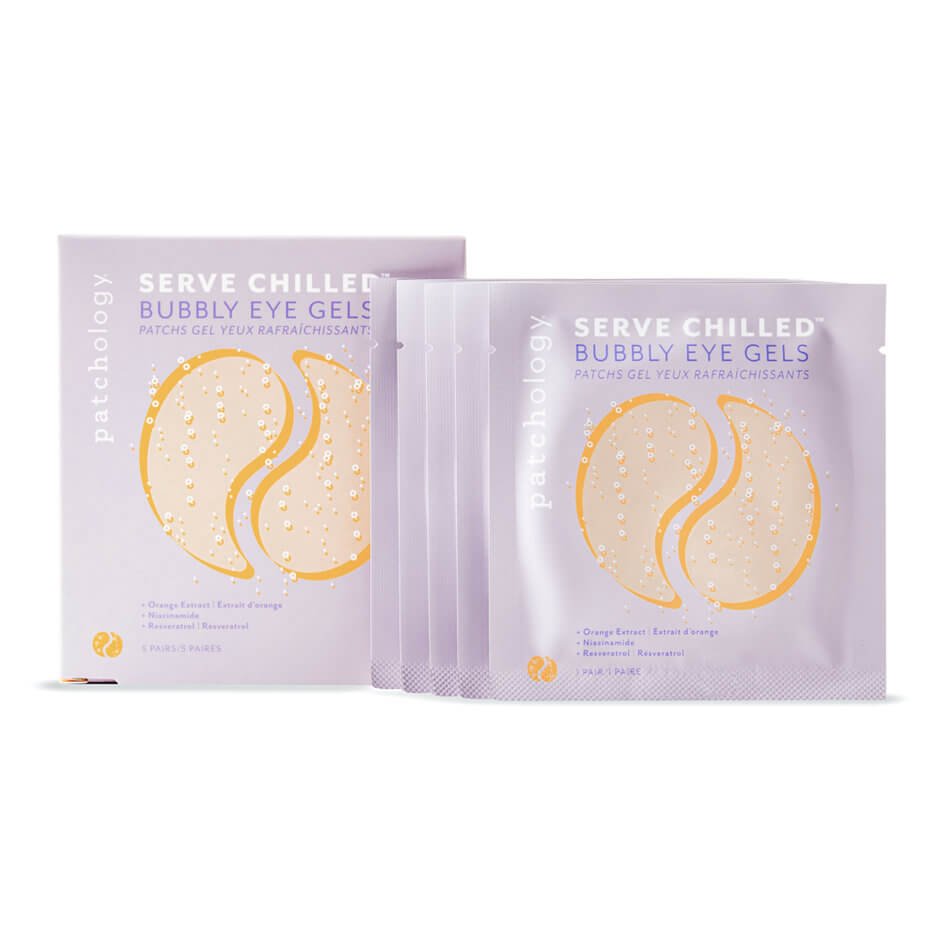 patchology
SERVE CHILLED™
BUBBLY EYE GELS
PATCHS GEL YEUX RAFRAÎCHISSANTS
+ Orange Extract | Extrait d'orange
+ Niacinamide
+ Resveratrol | Resveratrol
5 PAIRS/5 PAIRES
patchology
SERVE CHILLED™
BUBBLY EYE GELS
PATCHS GEL YEUX RAFRAÎCHISSANTS
+ Orange Extract | Extrait d'orange
+ Niacinamide
+ Resveratrol | Résveratrol
1 PAIR/1 PAIRE